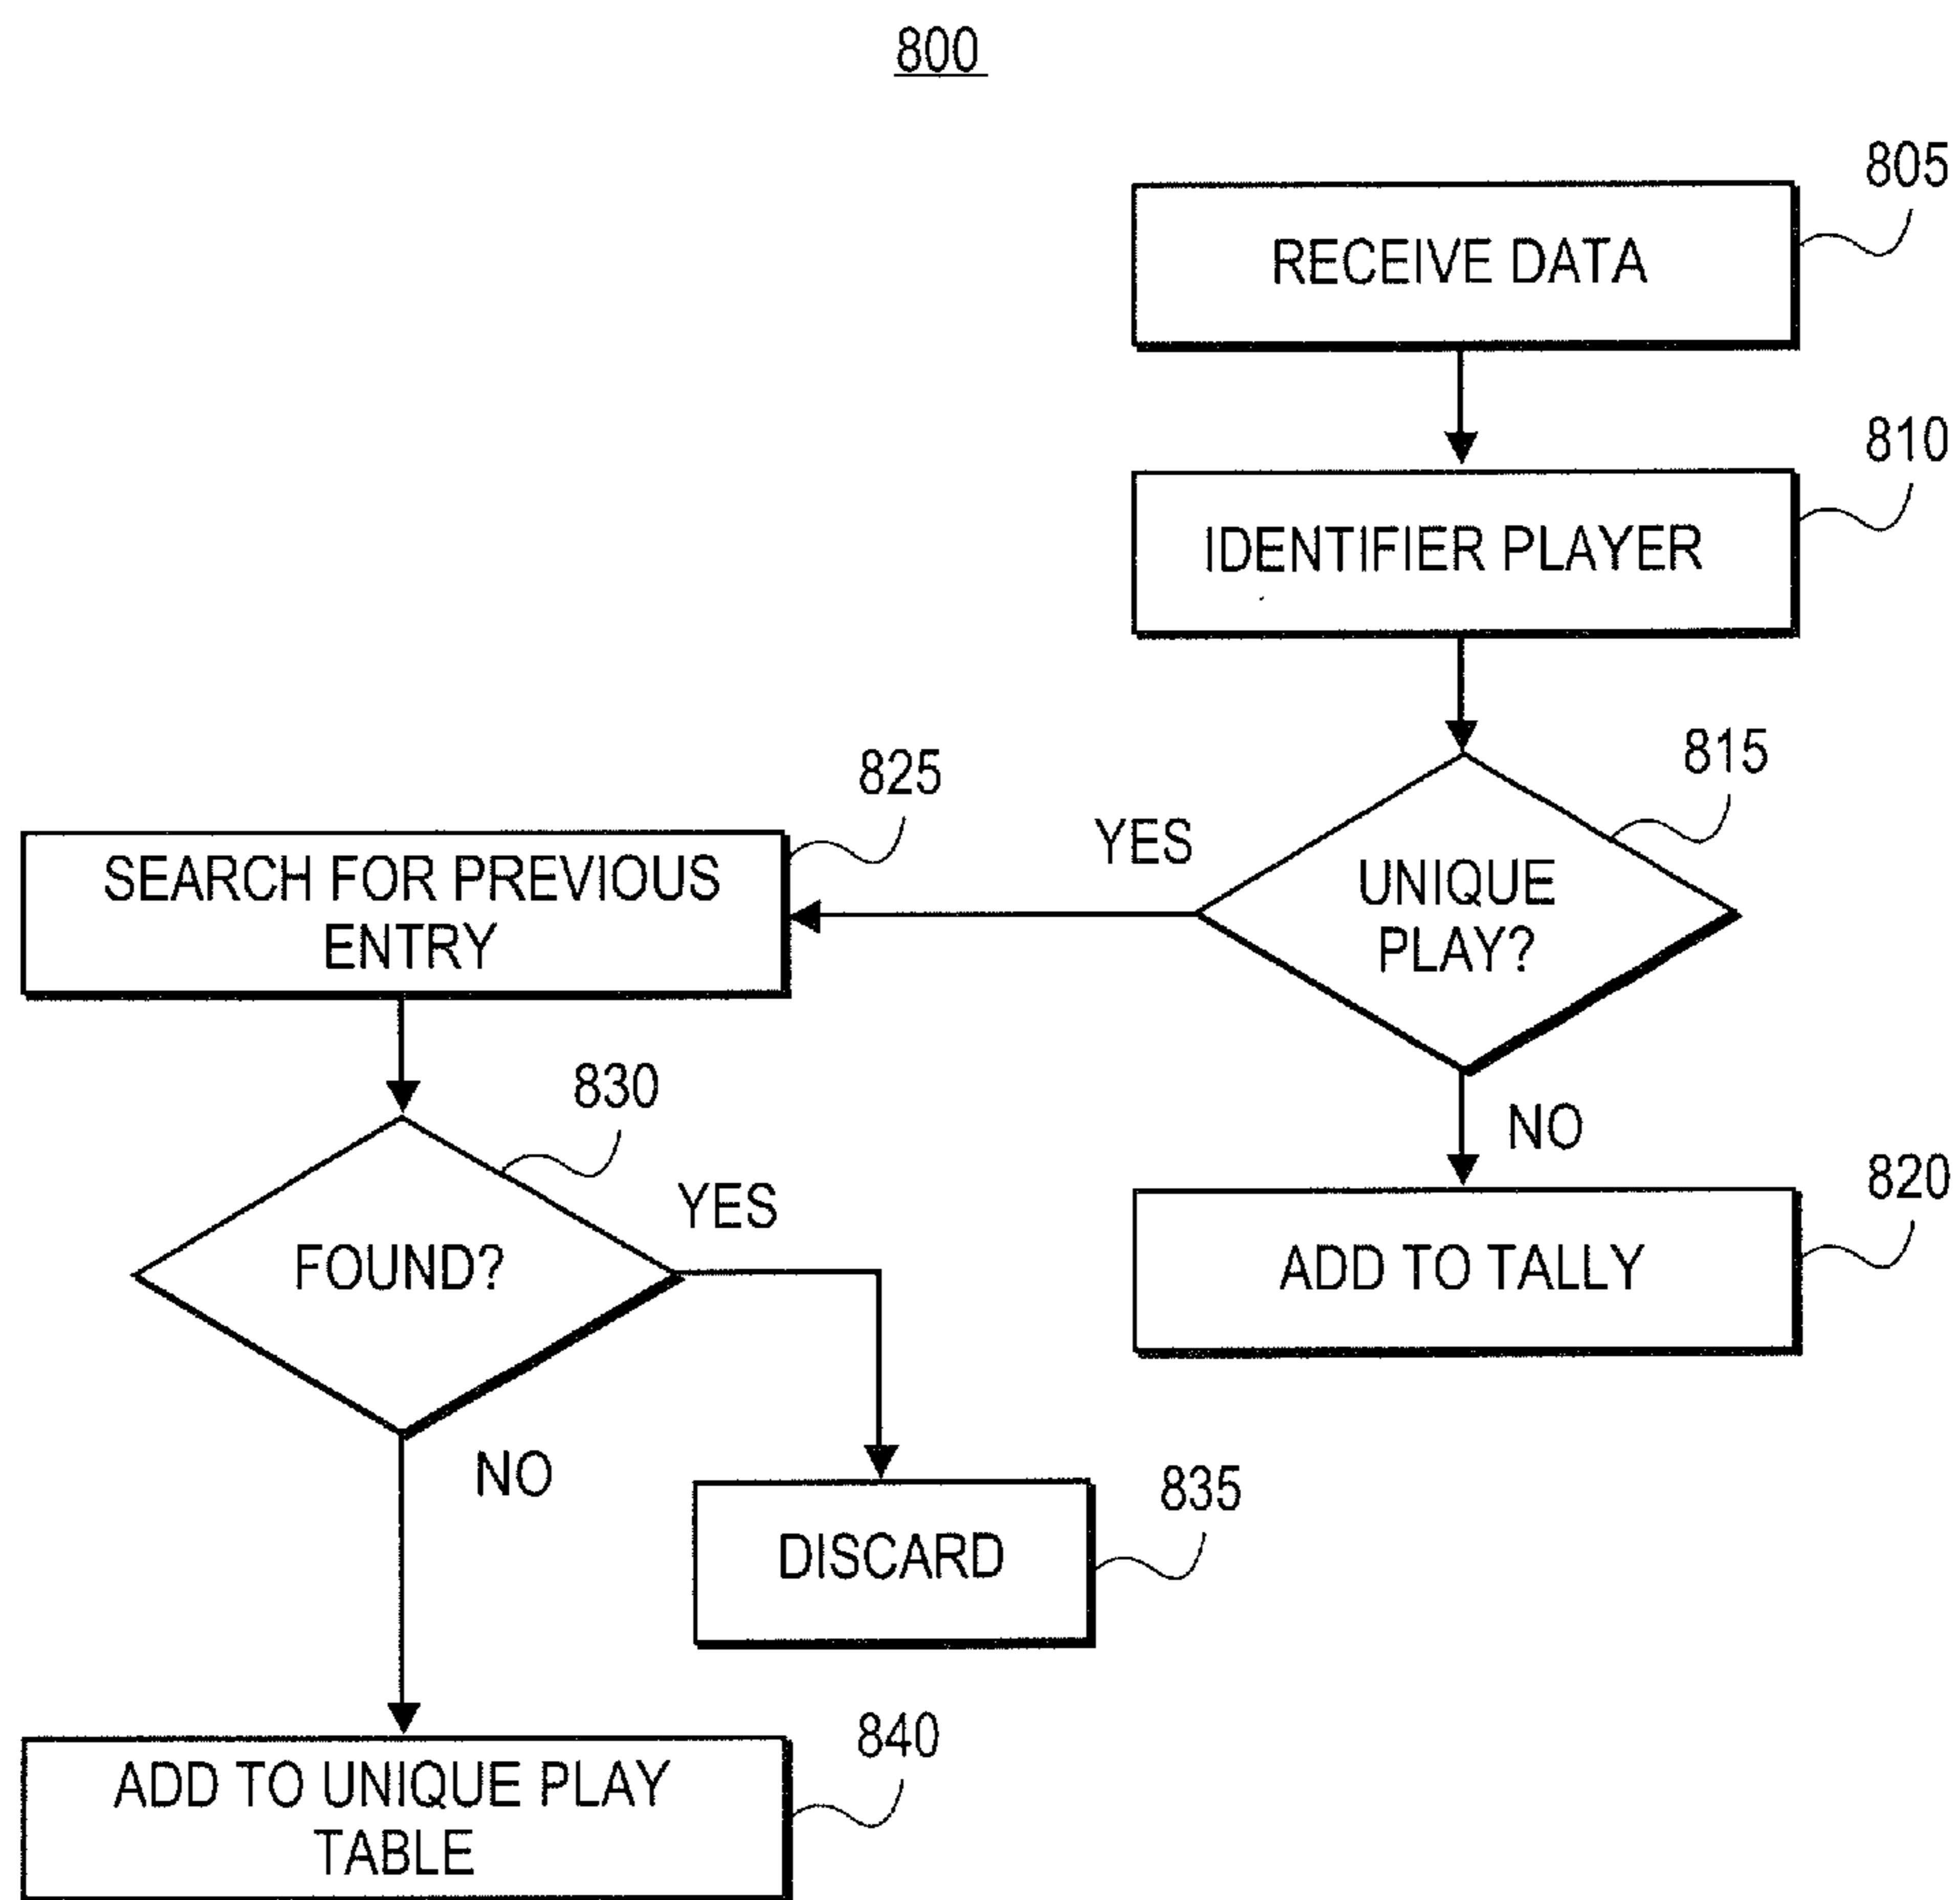 800
805
RECEIVE DATA
810
IDENTIFIER PLAYER
815
UNIQUE
PLAY?
YES
NO
825
SEARCH FOR PREVIOUS
ENTRY
820
ADD TO TALLY
830
FOUND?
YES
NO
835
DISCARD
840
ADD TO UNIQUE PLAY
TABLE